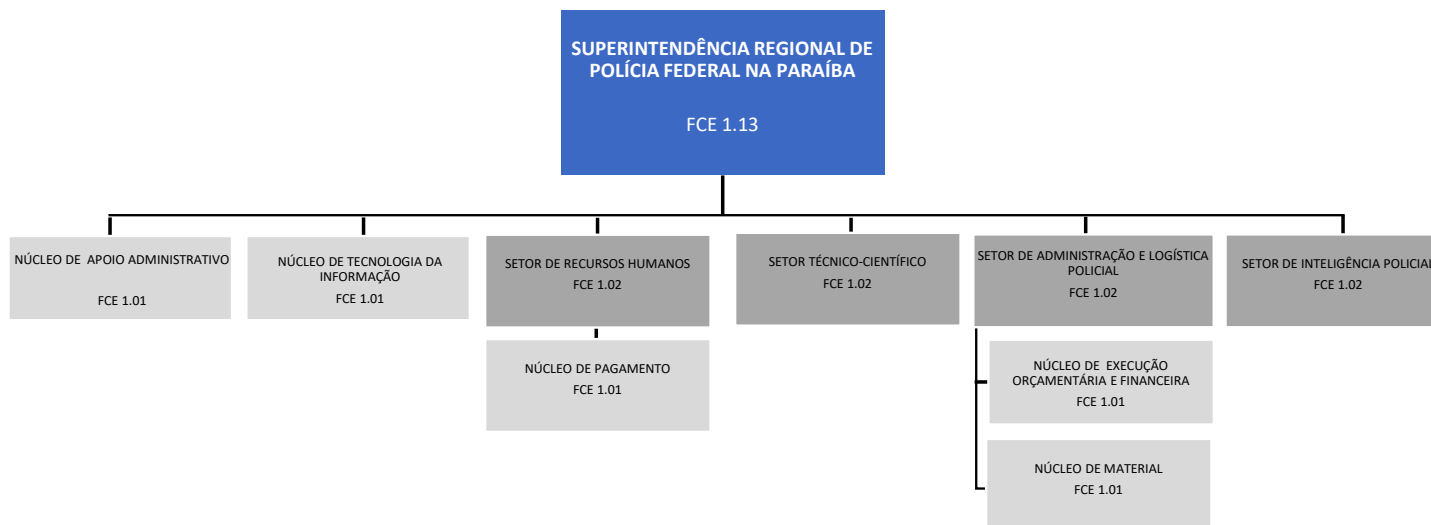 SUPERINTENDÊNCIA REGIONAL DE
POLÍCIA FEDERAL NA PARAÍBA
FCE 1.13
NÚCLEO DE APOIO ADMINISTRATIVO
FCE 1.01
NÚCLEO DE TECNOLOGIA DA
INFORMAÇÃO
FCE 1.01
SETOR DE RECURSOS HUMANOS
FCE 1.02
SETOR TÉCNICO-CIENTÍFICO
FCE 1.02
SETOR DE ADMINISTRAÇÃO E LOGÍSTICA
POLICIAL
FCE 1.02
SETOR DE INTELIGÊNCIA POLICIAL
FCE 1.02
NÚCLEO DE PAGAMENTO
FCE 1.01
NÚCLEO DE EXECUÇÃO
ORÇAMENTÁRIA E FINANCEIRA
FCE 1.01
NÚCLEO DE MATERIAL
FCE 1.01